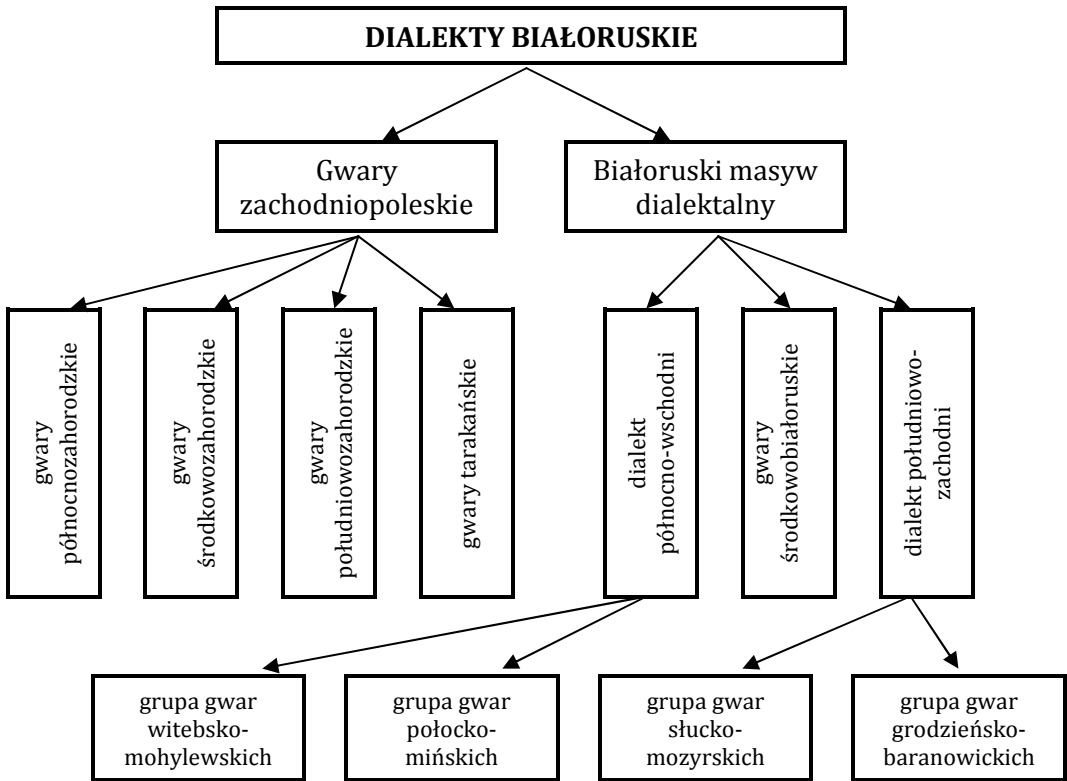 DIALEKTY BIAŁORUSKIE
Gwary
zachodniopoleskie
Białoruski masyw
dialektalny
gwary
północnozahorodzkie
gwary
środkowozahorodzkie
gwary
południowozahorodzkie
gwary tarakańskie
dialekt
północno-wschodni
gwary
środkowobiałoruskie
dialekt południowo-
zachodni
grupa gwar
witebsko-
mohylewskich
grupa gwar
połocko-
mińskich
grupa gwar
słucko-
mozyrskich
grupa gwar
grodzieńsko-
baranowickich